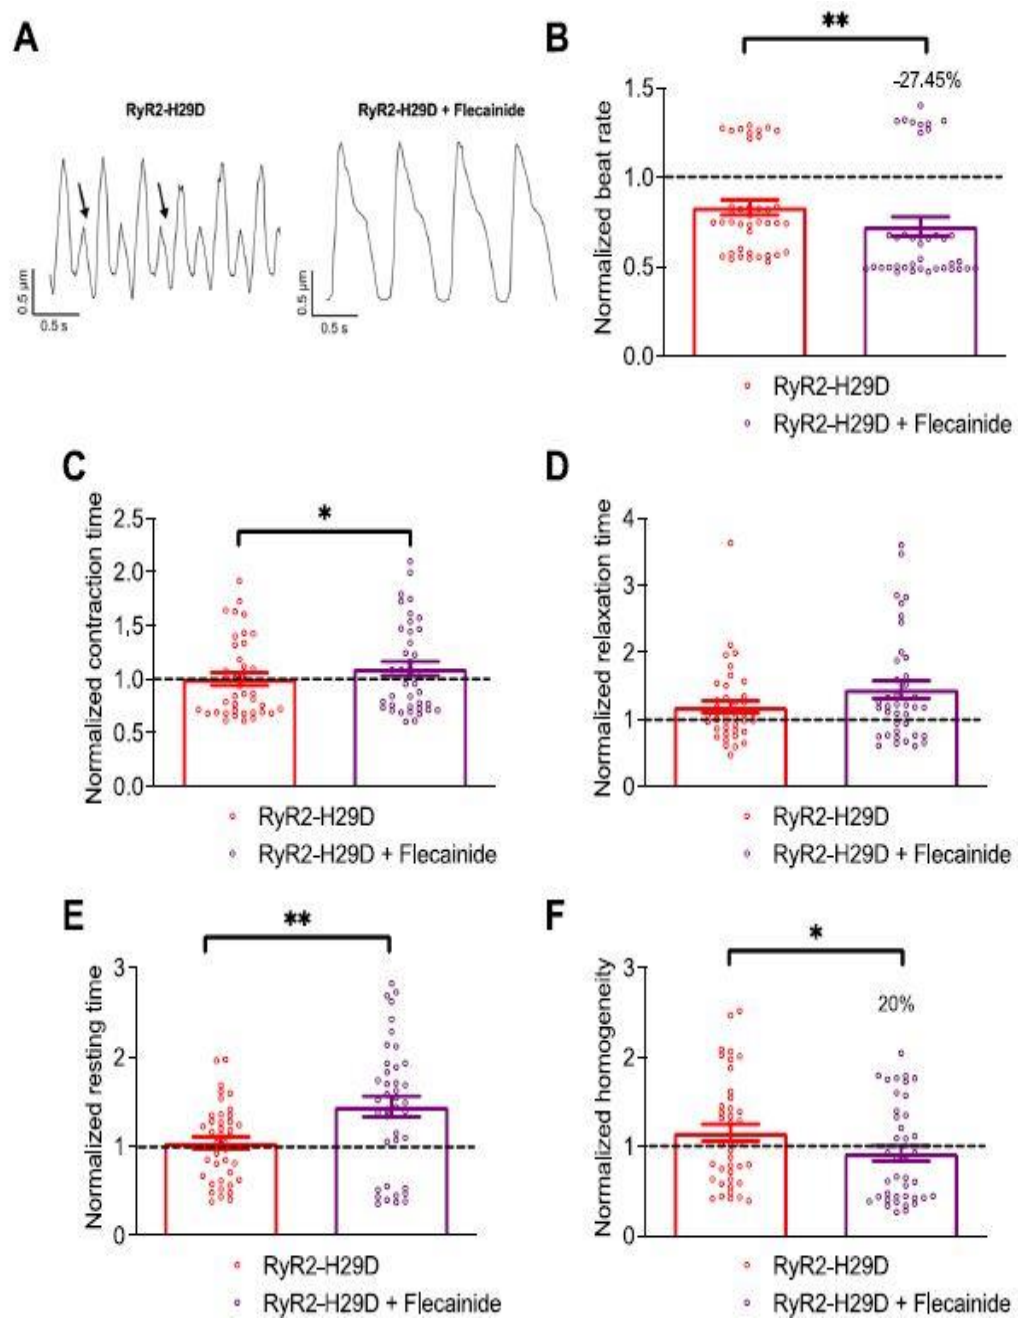 A
RyR2-H29D
RyR2-H29D + Flecainide
0.5 µm
0.5 s
0.5 µm
0.5 s
B
**
-27.45%
Normalized beat rate
1.5
1.0
0.5
0.0
RyR2-H29D
RyR2-H29D + Flecainide
C
*
Normalized contraction time
2.5
2.0
1.5
1.0
0.5
0.0
RyR2-H29D
RyR2-H29D + Flecainide
D
Normalized relaxation time
4
3
2
1
0
RyR2-H29D
RyR2-H29D + Flecainide
E
**
Normalized resting time
3
2
1
0
RyR2-H29D
RyR2-H29D + Flecainide
F
*
20%
Normalized homogeneity
3
2
1
0
RyR2-H29D
RyR2-H29D + Flecainide